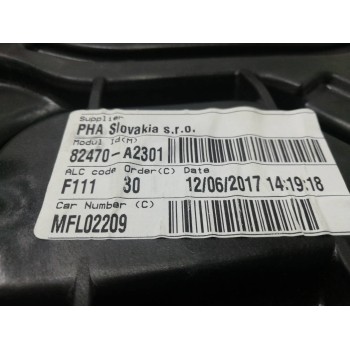 Supplier
PHA Slovakia s.r.o.
Modul Id(M)
82470-A2301
ALC code Order(C) Date
F111 30 12/06/2017 14:19:18
Car Number (C)
MFL02209